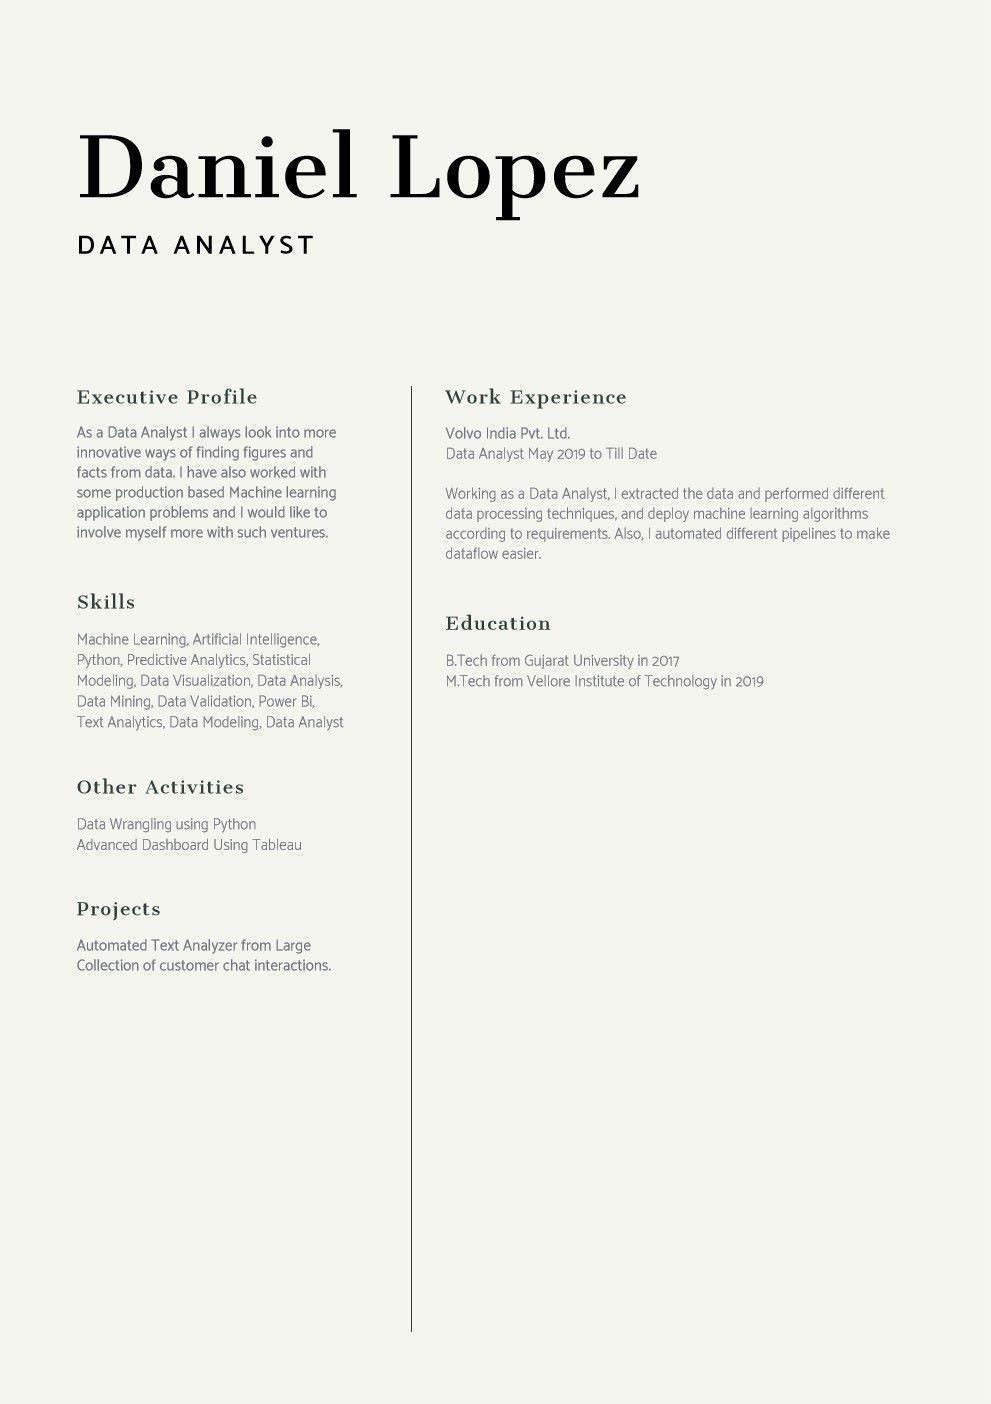 Daniel Lopez
DATA ANALYST
Executive Profile
As a Data Analyst I always look into more
innovative ways of finding figures and
facts from data. I have also worked with
some production based Machine learning
application problems and I would like to
involve myself more with such ventures.
Skills
Machine Learning, Artificial Intelligence,
Python, Predictive Analytics, Statistical
Modeling, Data Visualization, Data Analysis,
Data Mining, Data Validation, Power Bi,
Text Analytics, Data Modeling, Data Analyst
Other Activities
Data Wrangling using Python
Advanced Dashboard Using Tableau
Projects
Automated Text Analyzer from Large
Collection of customer chat interactions.
Work Experience
Volvo India Pvt. Ltd.
Data Analyst May 2019 to Till Date
Working as a Data Analyst, I extracted the data and performed different
data processing techniques, and deploy machine learning algorithms
according to requirements. Also, I automated different pipelines to make
dataflow easier.
Education
B.Tech from Gujarat University in 2017
M.Tech from Vellore Institute of Technology in 2019